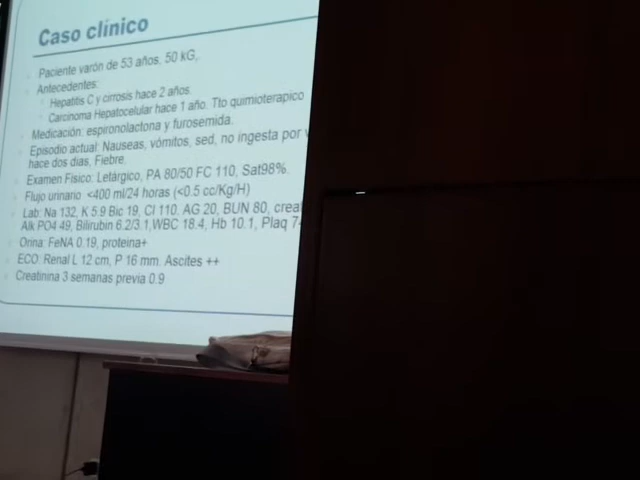 Caso clínico
Paciente varón de 53 años, 50 kG,
Antecedentes:
Hepatitis C y cirrosis hace 2 años.
Carcinoma Hepatocelular hace 1 año. Tto quimioterapico
Medicación: espironolactona y furosemida.
Episodio actual: Nauseas, vómitos, sed, no ingesta por
hace dos dias, Fiebre.
Examen Físico: Letárgico, PA 80/50 FC 110, Sat98%.
Flujo urinario <400 ml/24 horas (<0.5 cc/Kg/H)
Lab: Na 132, K 5.9 Bic 19, Cl 110. AG 20, BUN 80,
Alk PO4 49, Bilirubin 6.2/3.1,WBC 18.4, Hb 10.1, Plaq
Orina: FeNA 0.19, proteina+
ECO: Renal L 12 cm, P 16 mm. Ascites ++
Creatinina 3 semanas previa 0.9